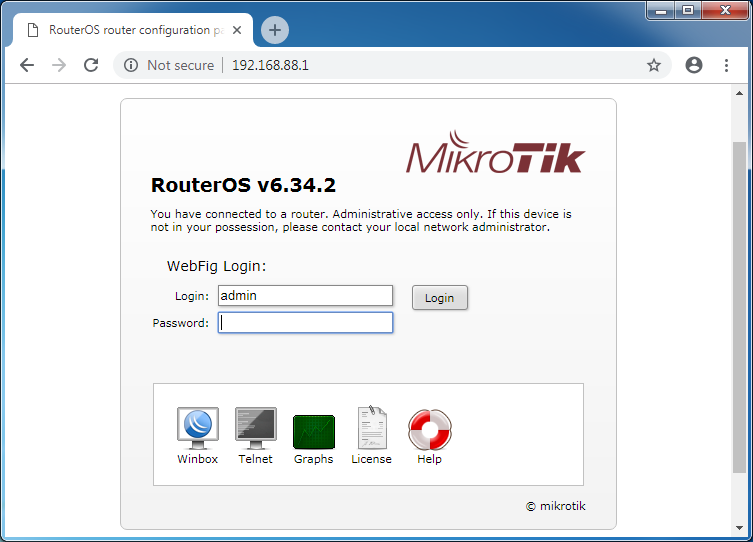 RouterOS router configuration pa
Not secure
192.168.88.1
MikroTik
RouterOS v6.34.2
You have connected to a router. Administrative access only. If this device is
not in your possession, please contact your local network administrator.
WebFig Login:
Login: admin
Login
Password:
Winbox Telnet Graphs License Help
© mikrotik